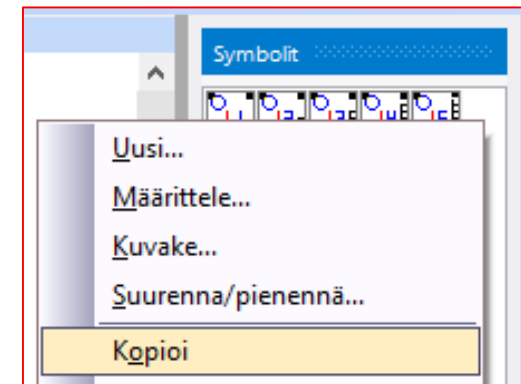 Symbolit
Uusi...
Määrittele...
Kuvake...
Suurenna/pienennä...
Kopioi